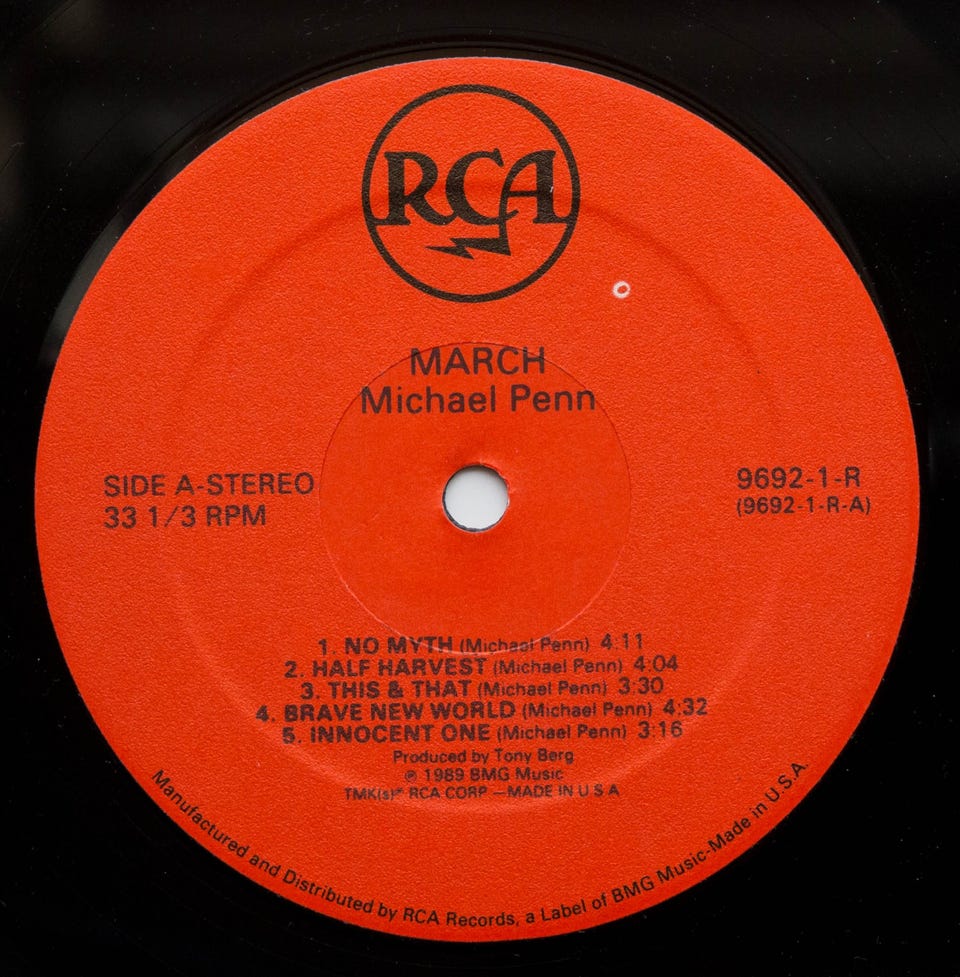 RCA
MARCH
Michael Penn
SIDE A-STEREO
33 1/3 RPM
9692-1-R
(9692-1-R-A)
1. NO MYTH (Michael Penn) 4:11
2. HALF HARVEST (Michael Penn) 4:04
3. THIS & THAT (Michael Penn) 3:30
4. BRAVE NEW WORLD (Michael Penn) 4:32
5. INNOCENT ONE (Michael Penn) 3:16
Produced by Tony Berg
℗ 1989 BMG Music
TMK(s)® RCA CORP —MADE IN U S A
Manufactured and Distributed by RCA Records, a Label of BMG Music-Made in U.S.A.